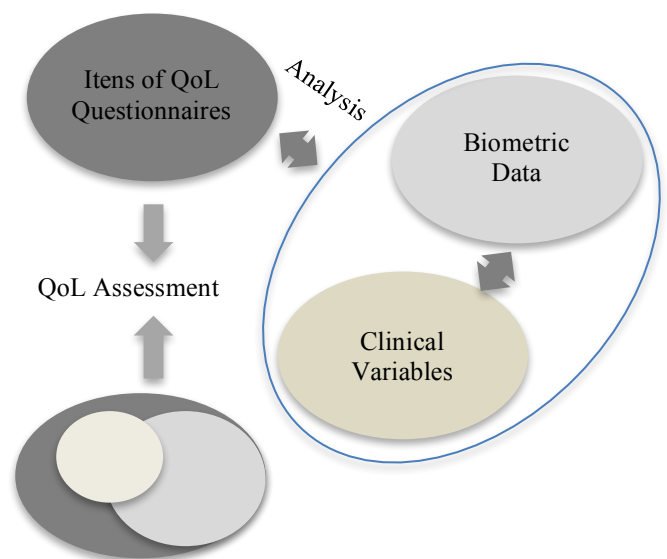 Itens of QoL
Questionnaires
Analysis
Biometric
Data
QoL Assessment
Clinical
Variables